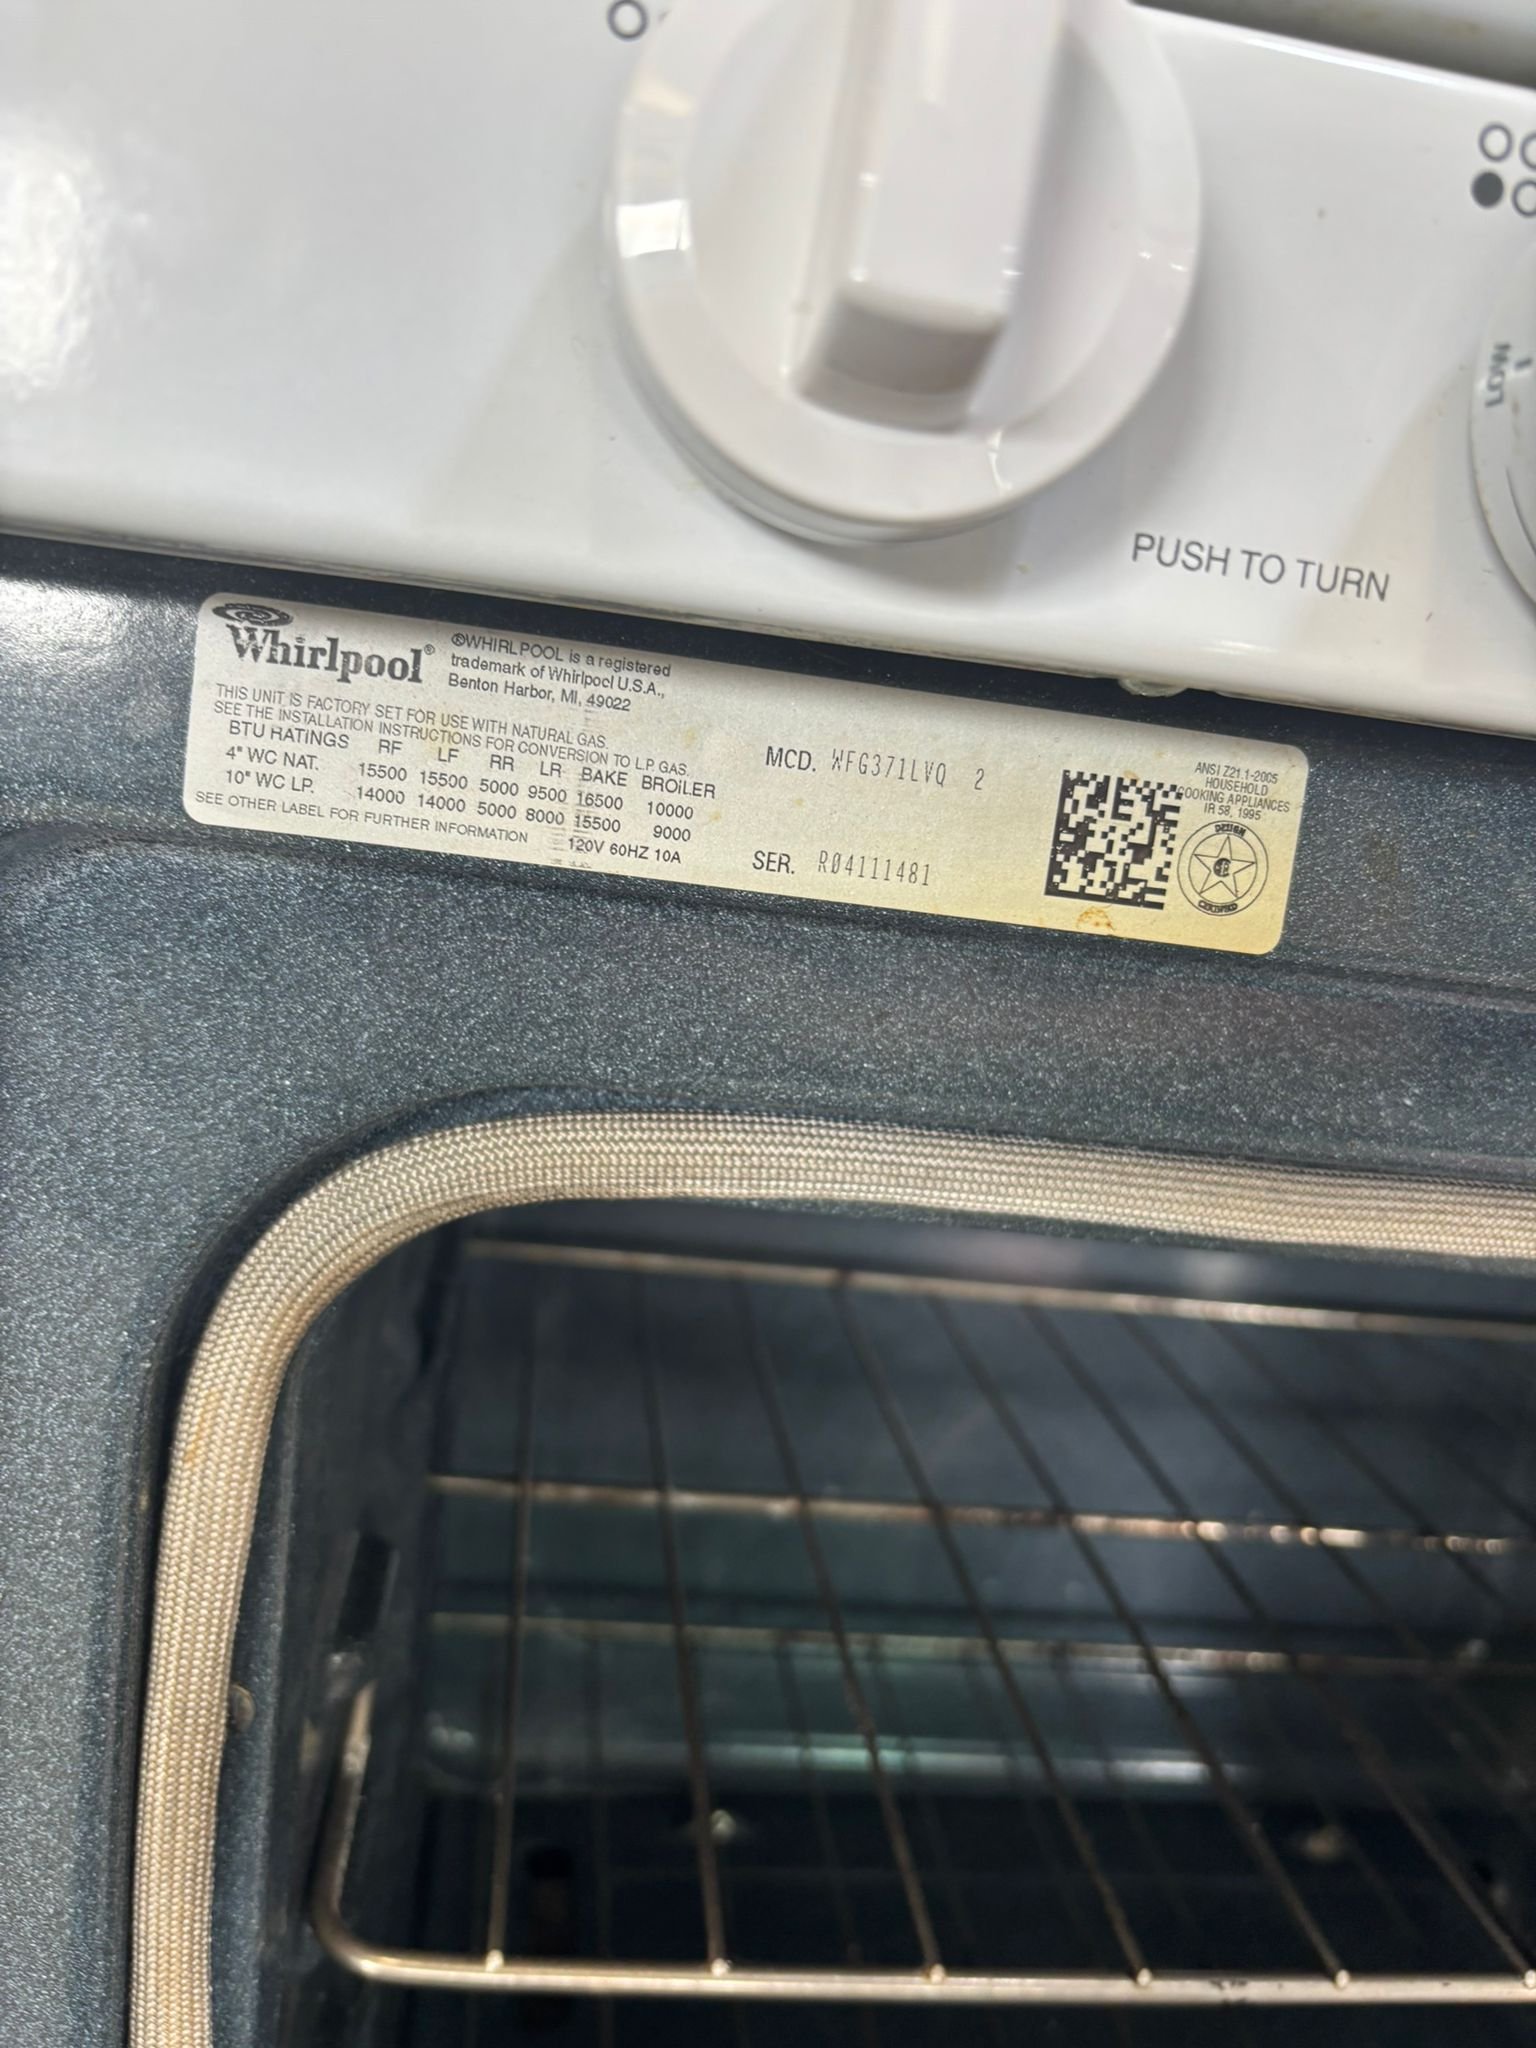 PUSH TO TURN
LOW
Whirlpool®
®WHIRLPOOL is a registered
trademark of Whirlpool U.S.A.,
Benton Harbor, MI, 49022
THIS UNIT IS FACTORY SET FOR USE WITH NATURAL GAS.
SEE THE INSTALLATION INSTRUCTIONS FOR CONVERSION TO L.P. GAS.
BTU RATINGS RF LF RR LR BAKE BROILER
4" WC NAT. 15500 15500 5000 9500 16500 10000
10" WC LP. 14000 14000 5000 8000 15500 9000
SEE OTHER LABEL FOR FURTHER INFORMATION 120V 60HZ 10A
MOD. WFG371LVQ 2
SER. R04111481
ANSI Z21.1-2005
HOUSEHOLD
COOKING APPLIANCES
IR 58, 1995
DESIGN
CERTIFIED